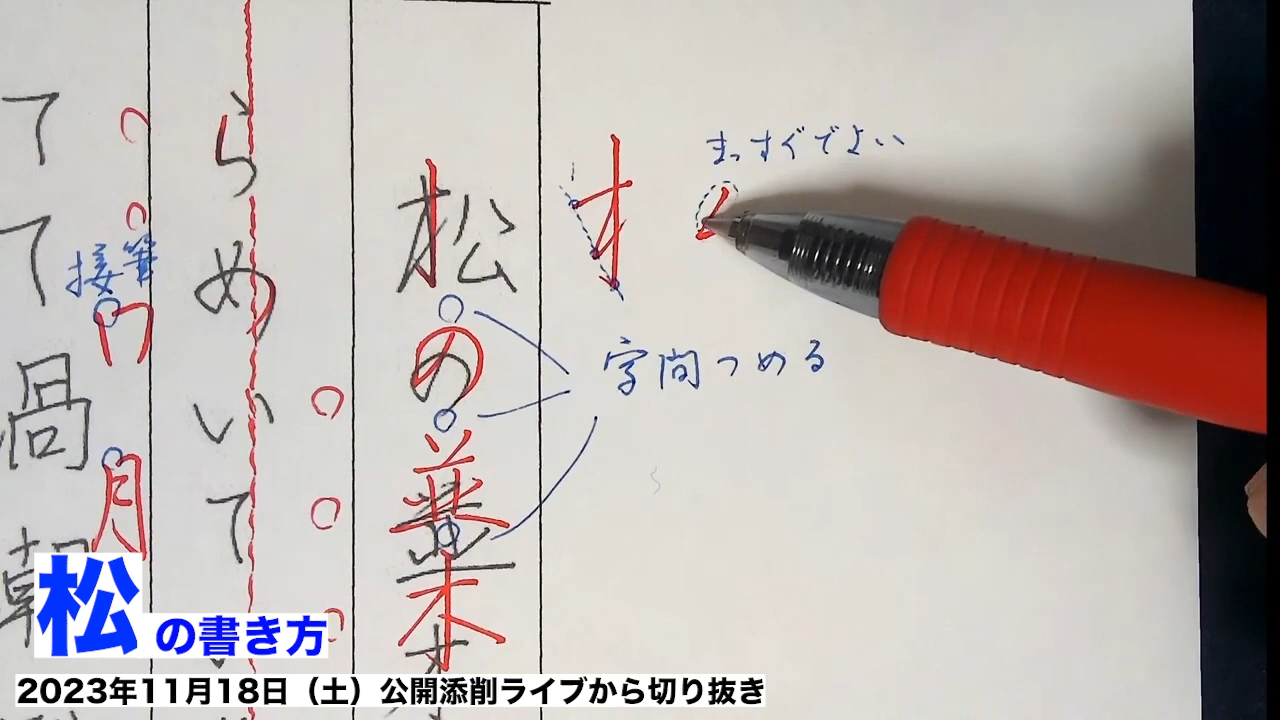 まっすぐでよい
字間つめる
松の葉
らめいて
接筆
月
松の書き方
2023年11月18日（土）公開添削ライブから切り抜き